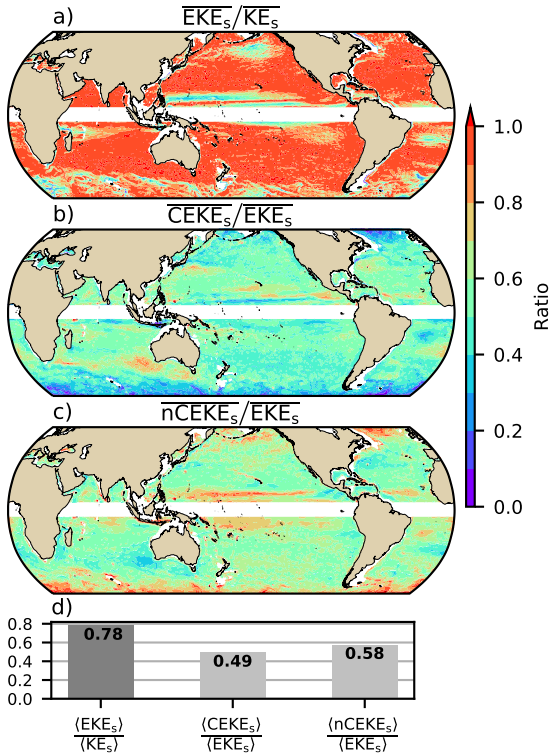 a) EKEₛ/KEₛ
b) CEKEₛ/EKEₛ
c) nCEKEₛ/EKEₛ
1.0
0.8
0.6
0.4
0.2
0.0
Ratio
d)
0.8
0.6
0.4
0.2
0.0
0.78
0.49
0.58
⟨EKEₛ⟩
⟨KEₛ⟩
⟨CEKEₛ⟩
⟨EKEₛ⟩
⟨nCEKEₛ⟩
⟨EKEₛ⟩